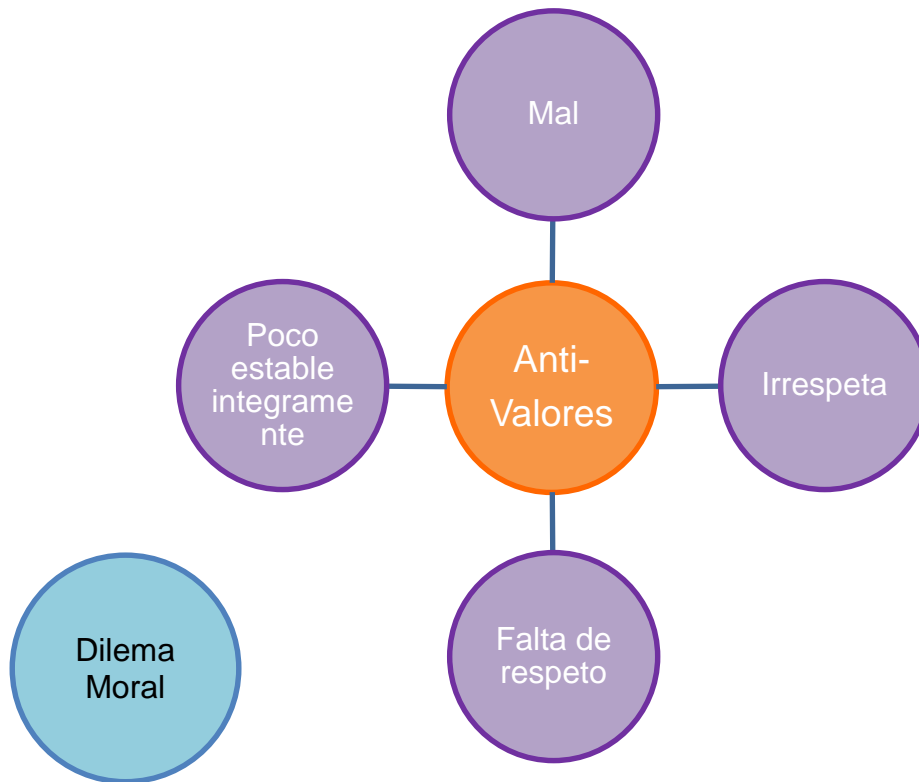 Mal
Poco
estable
integrame
nte
Anti-
Valores
Irrespeta
Falta de
respeto
Dilema
Moral